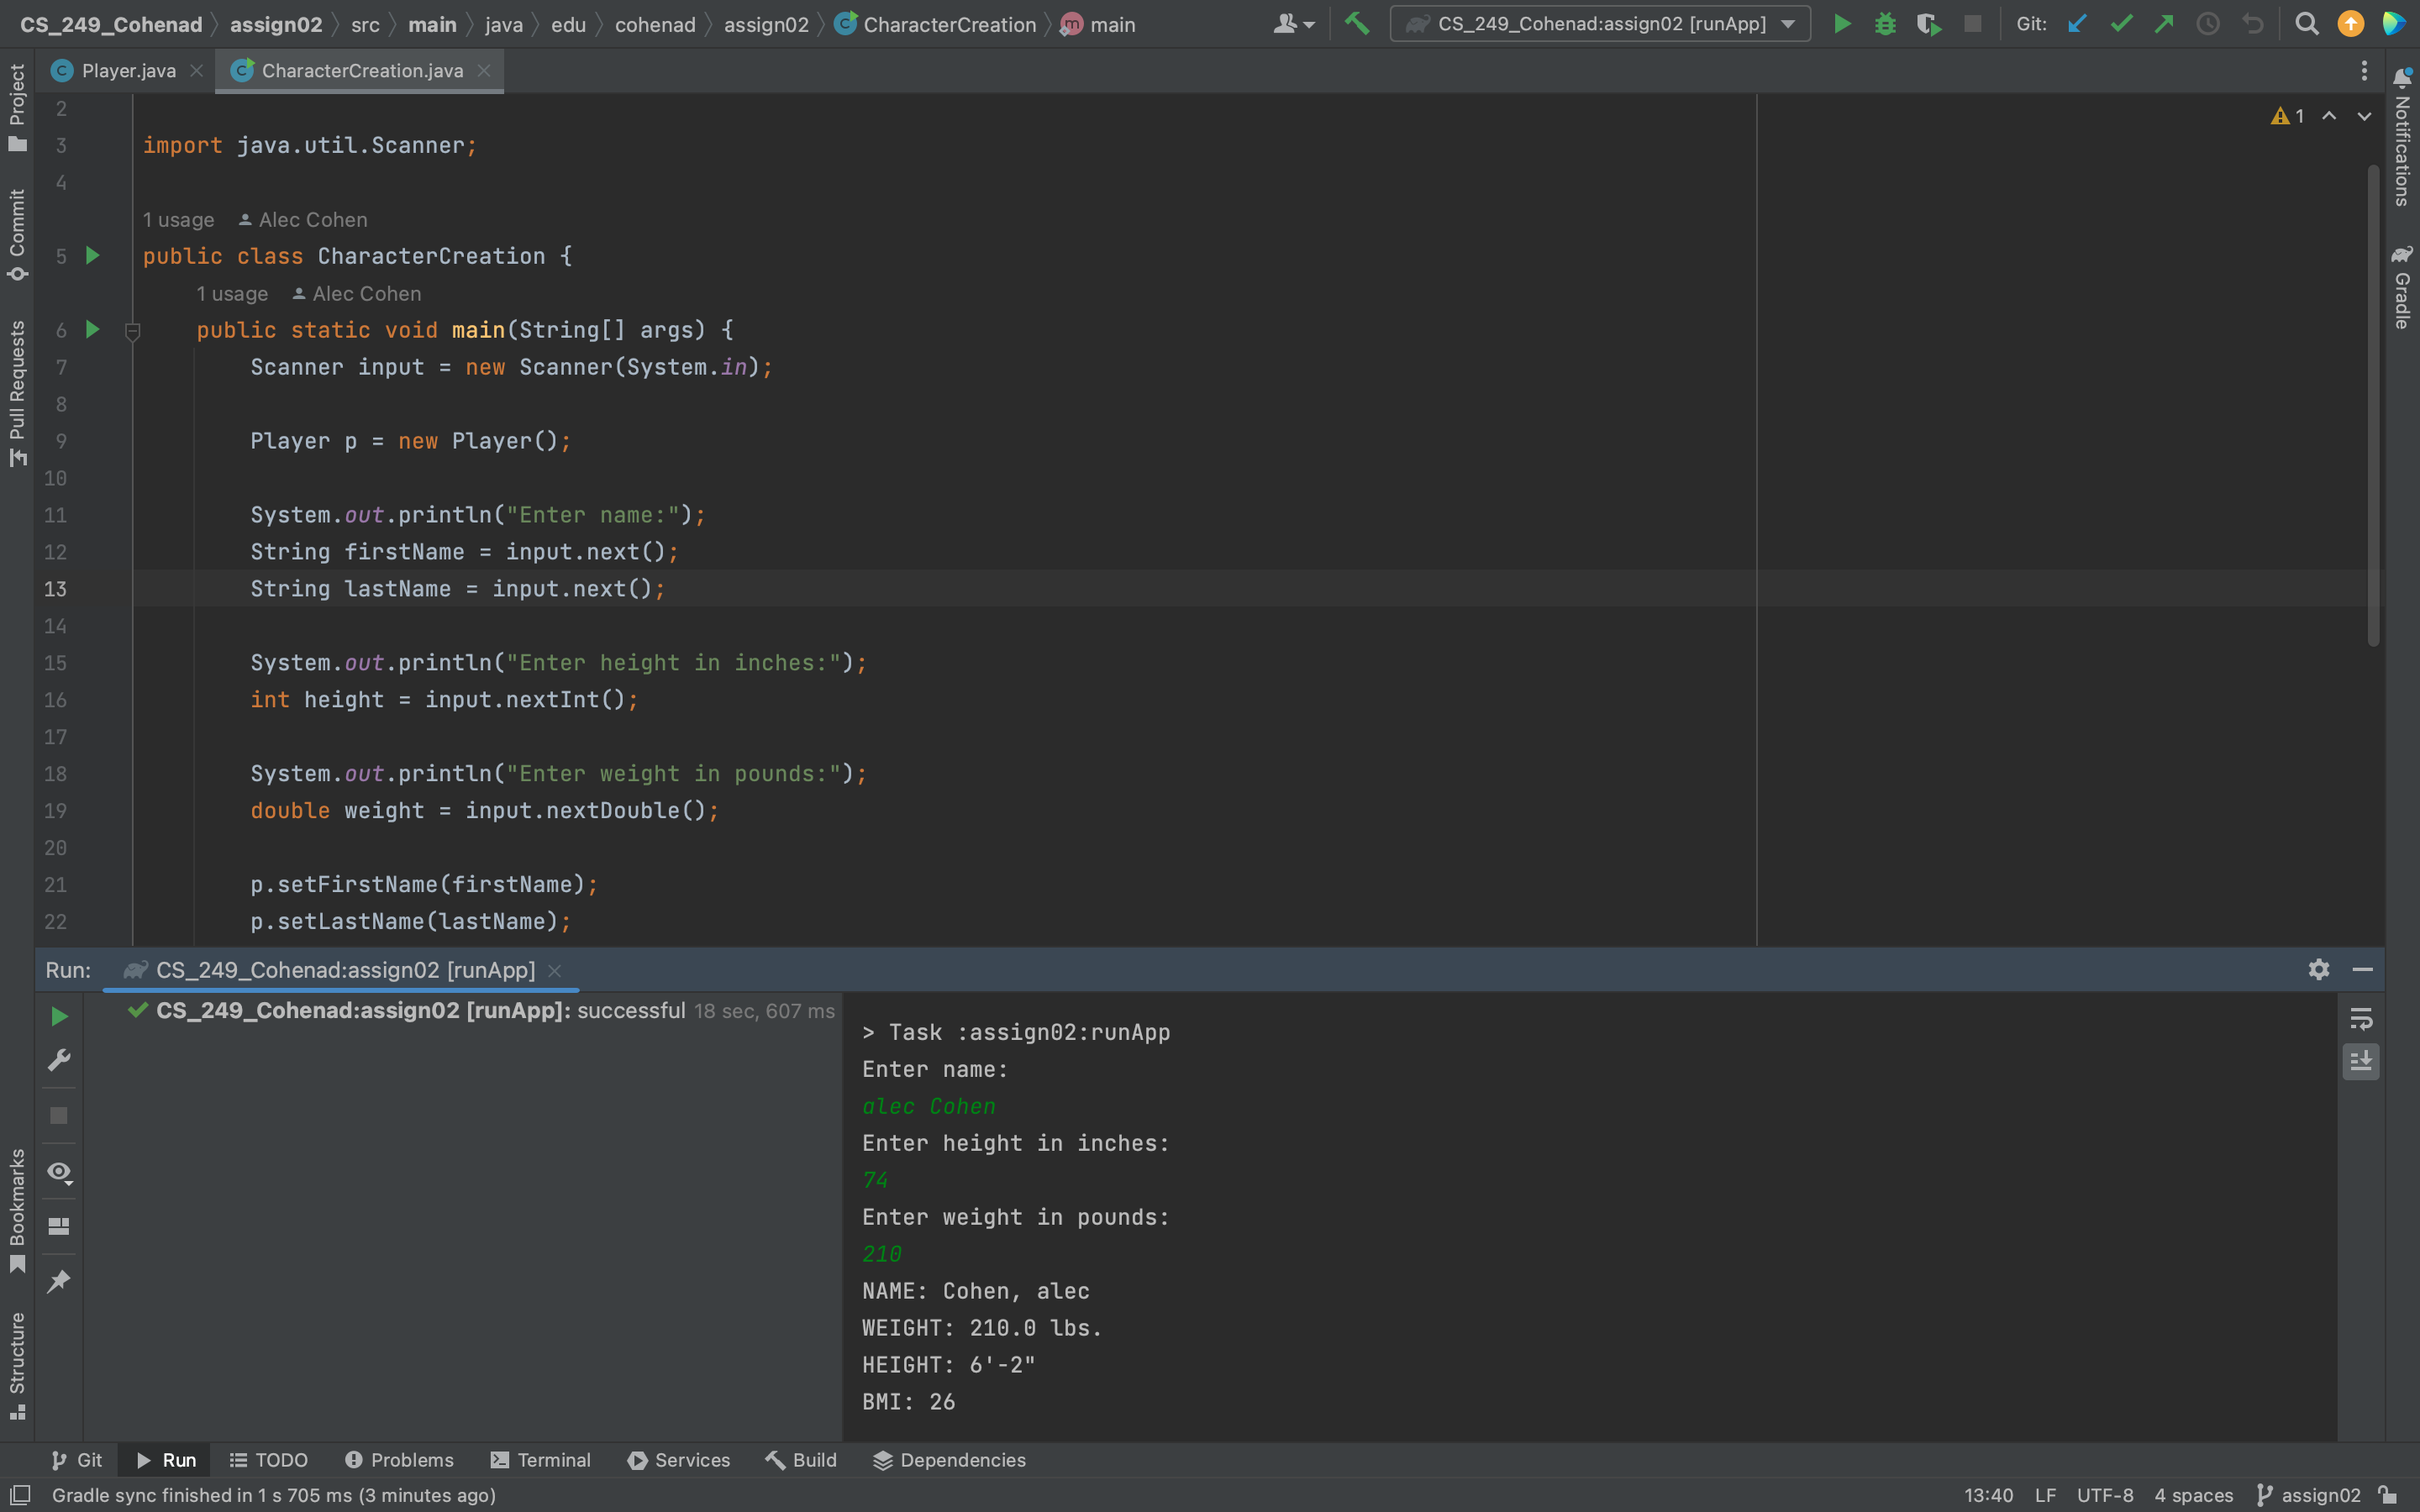 CS_249_Cohenad assign02 src main java edu cohenad assign02 CharacterCreation main
CS_249_Cohenad:assign02 [runApp]
Git:
Player.java
CharacterCreation.java
Project
Commit
Pull Requests
Bookmarks
Structure
Notifications
Gradle
1
2
3 import java.util.Scanner;
4
1 usage Alec Cohen
5 public class CharacterCreation {
1 usage Alec Cohen
6 public static void main(String[] args) {
7 Scanner input = new Scanner(System.in);
8
9 Player p = new Player();
10
11 System.out.println("Enter name:");
12 String firstName = input.next();
13 String lastName = input.next();
14
15 System.out.println("Enter height in inches:");
16 int height = input.nextInt();
17
18 System.out.println("Enter weight in pounds:");
19 double weight = input.nextDouble();
20
21 p.setFirstName(firstName);
22 p.setLastName(lastName);
Run: CS_249_Cohenad:assign02 [runApp]
CS_249_Cohenad:assign02 [runApp]: successful 18 sec, 607 ms
> Task :assign02:runApp
Enter name:
alec Cohen
Enter height in inches:
74
Enter weight in pounds:
210
NAME: Cohen, alec
WEIGHT: 210.0 lbs.
HEIGHT: 6'-2"
BMI: 26
Git Run TODO Problems Terminal Services Build Dependencies
Gradle sync finished in 1 s 705 ms (3 minutes ago)
13:40 LF UTF-8 4 spaces assign02